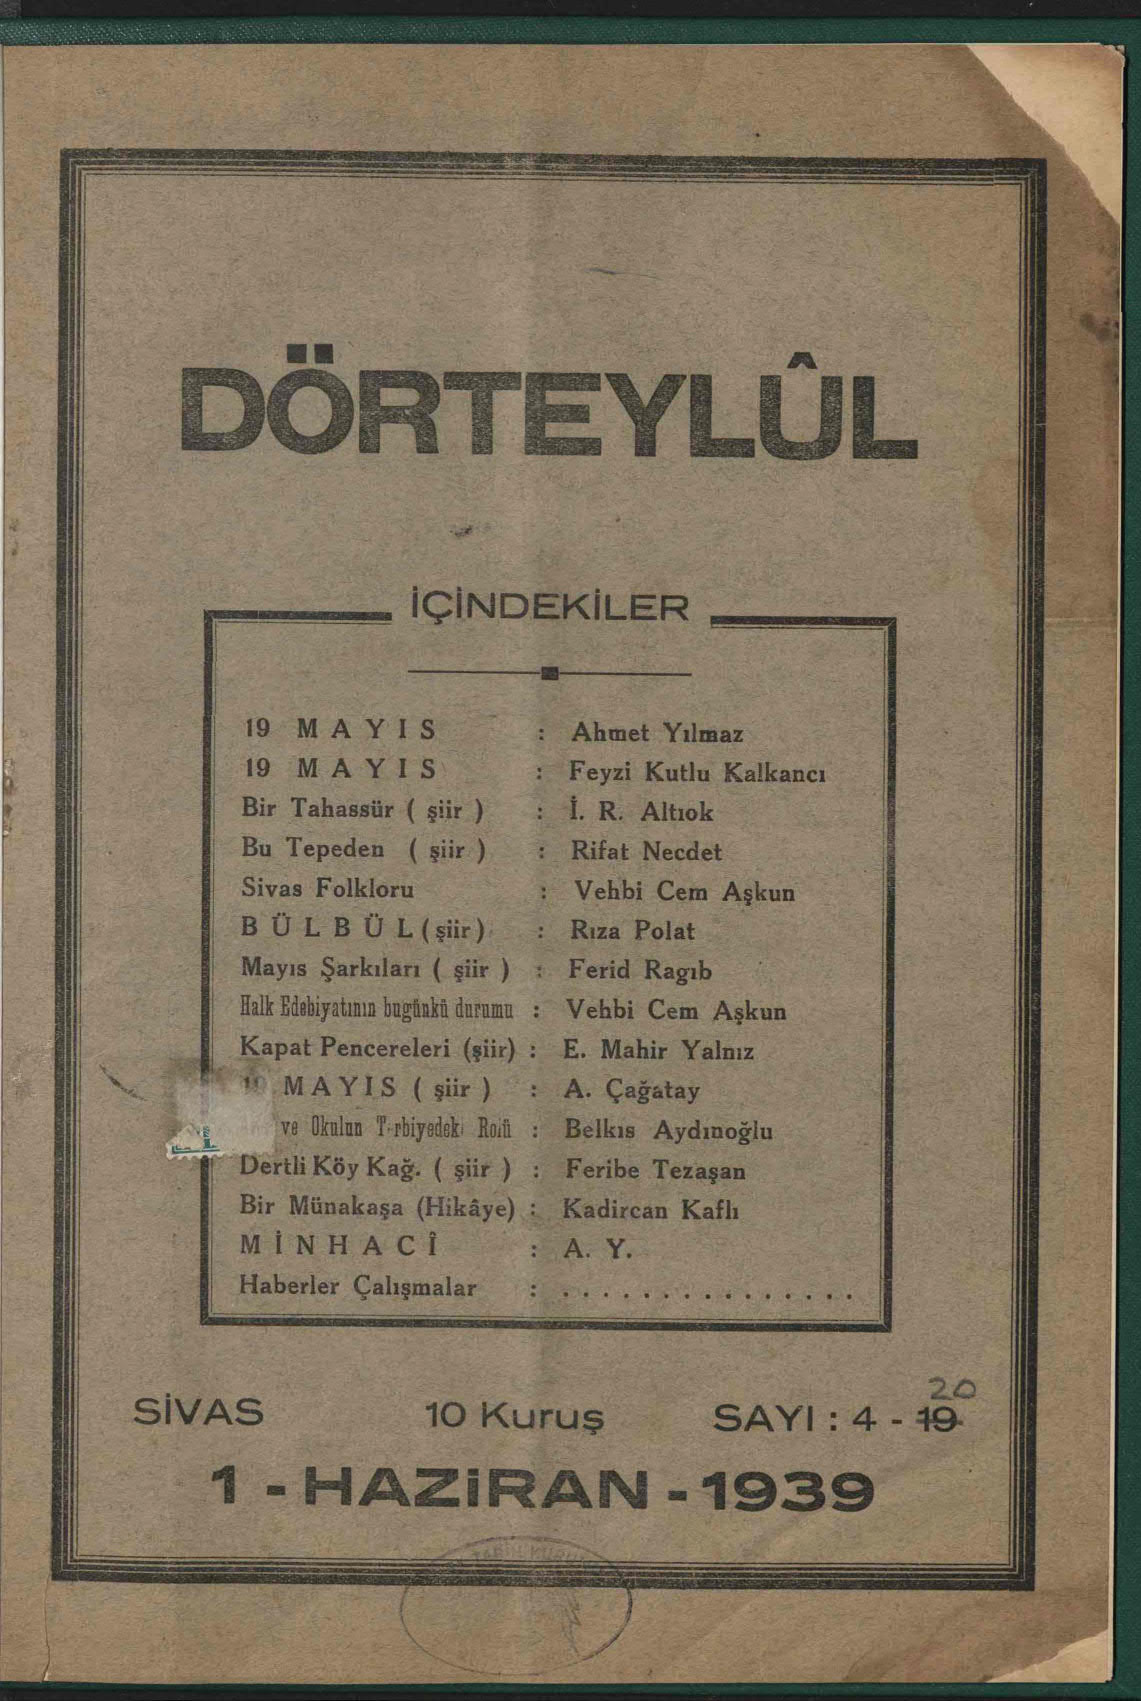 DÖRTEYLÛL
İÇİNDEKİLER
19 MAYIS : Ahmet Yılmaz
19 MAYIS : Feyzi Kutlu Kalkancı
Bir Tahassür ( şiir ) : İ. R. Altıok
Bu Tepeden ( şiir ) : Rifat Necdet
Sivas Folkloru : Vehbi Cem Aşkun
BÜLBÜL (şiir) : Rıza Polat
Mayıs Şarkıları ( şiir ) : Ferid Ragıb
Halk Edebiyatının bugünkü durumu : Vehbi Cem Aşkun
Kapat Pencereleri (şiir) : E. Mahir Yalnız
19 MAYIS ( şiir ) : A. Çağatay
ve Okulun Terbiyedeki Rolü : Belkıs Aydınoğlu
Dertli Köy Kağ. ( şiir ) : Feribe Tezaşan
Bir Münakaşa (Hikâye) : Kadircan Kaflı
MİNHACÎ : A. Y.
Haberler Çalışmalar : ...............
20
SİVAS 10 Kuruş SAYI : 4 - 19
1 - HAZİRAN - 1939
TARİH KURUMU